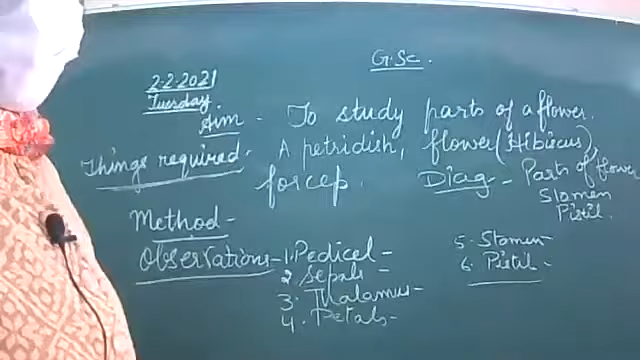 G.Sc.
2.2.2021
Tuesday
Aim - To study parts of a flower.
Things required - A petridish, flower (Hibiscus),
forcep.
Diag - Parts of flower
Stamen
Pistil.
Method -
Observations - 1. Pedicel -
2. Sepals -
3. Thalamus -
4. Petals -
5. Stamen -
6. Pistil -